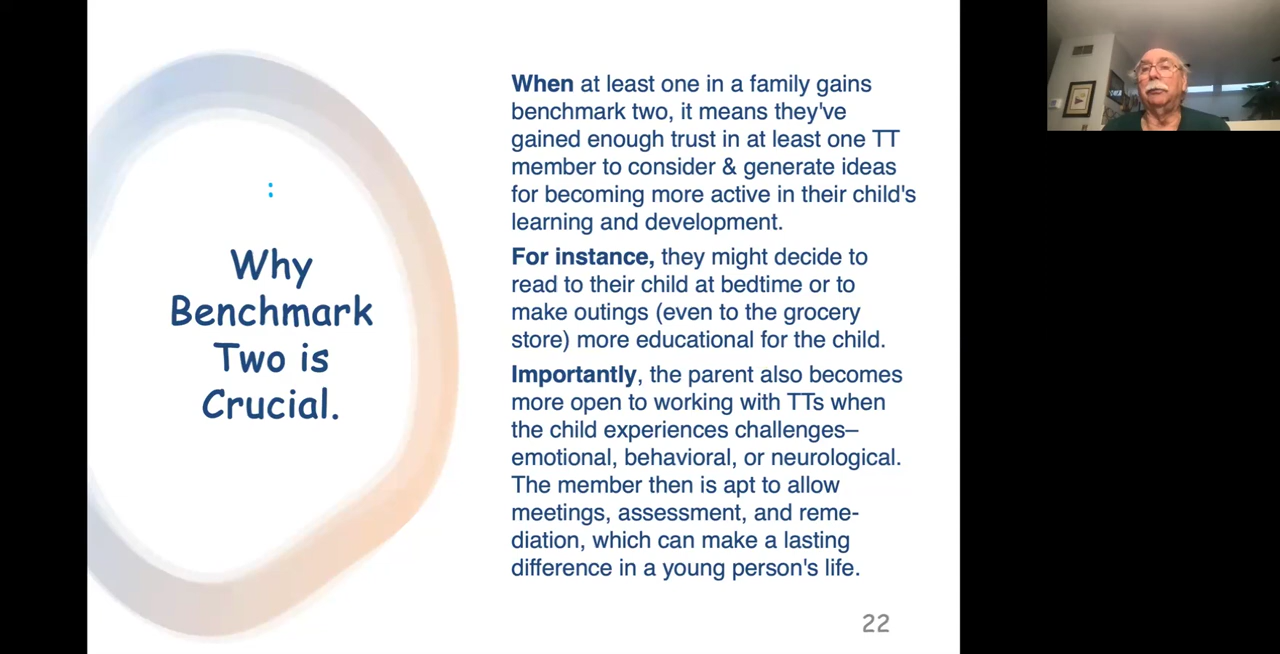 :
Why
Benchmark
Two is
Crucial.
When at least one in a family gains
benchmark two, it means they've
gained enough trust in at least one TT
member to consider & generate ideas
for becoming more active in their child's
learning and development.
For instance, they might decide to
read to their child at bedtime or to
make outings (even to the grocery
store) more educational for the child.
Importantly, the parent also becomes
more open to working with TTs when
the child experiences challenges–
emotional, behavioral, or neurological.
The member then is apt to allow
meetings, assessment, and reme-
diation, which can make a lasting
difference in a young person's life.
22